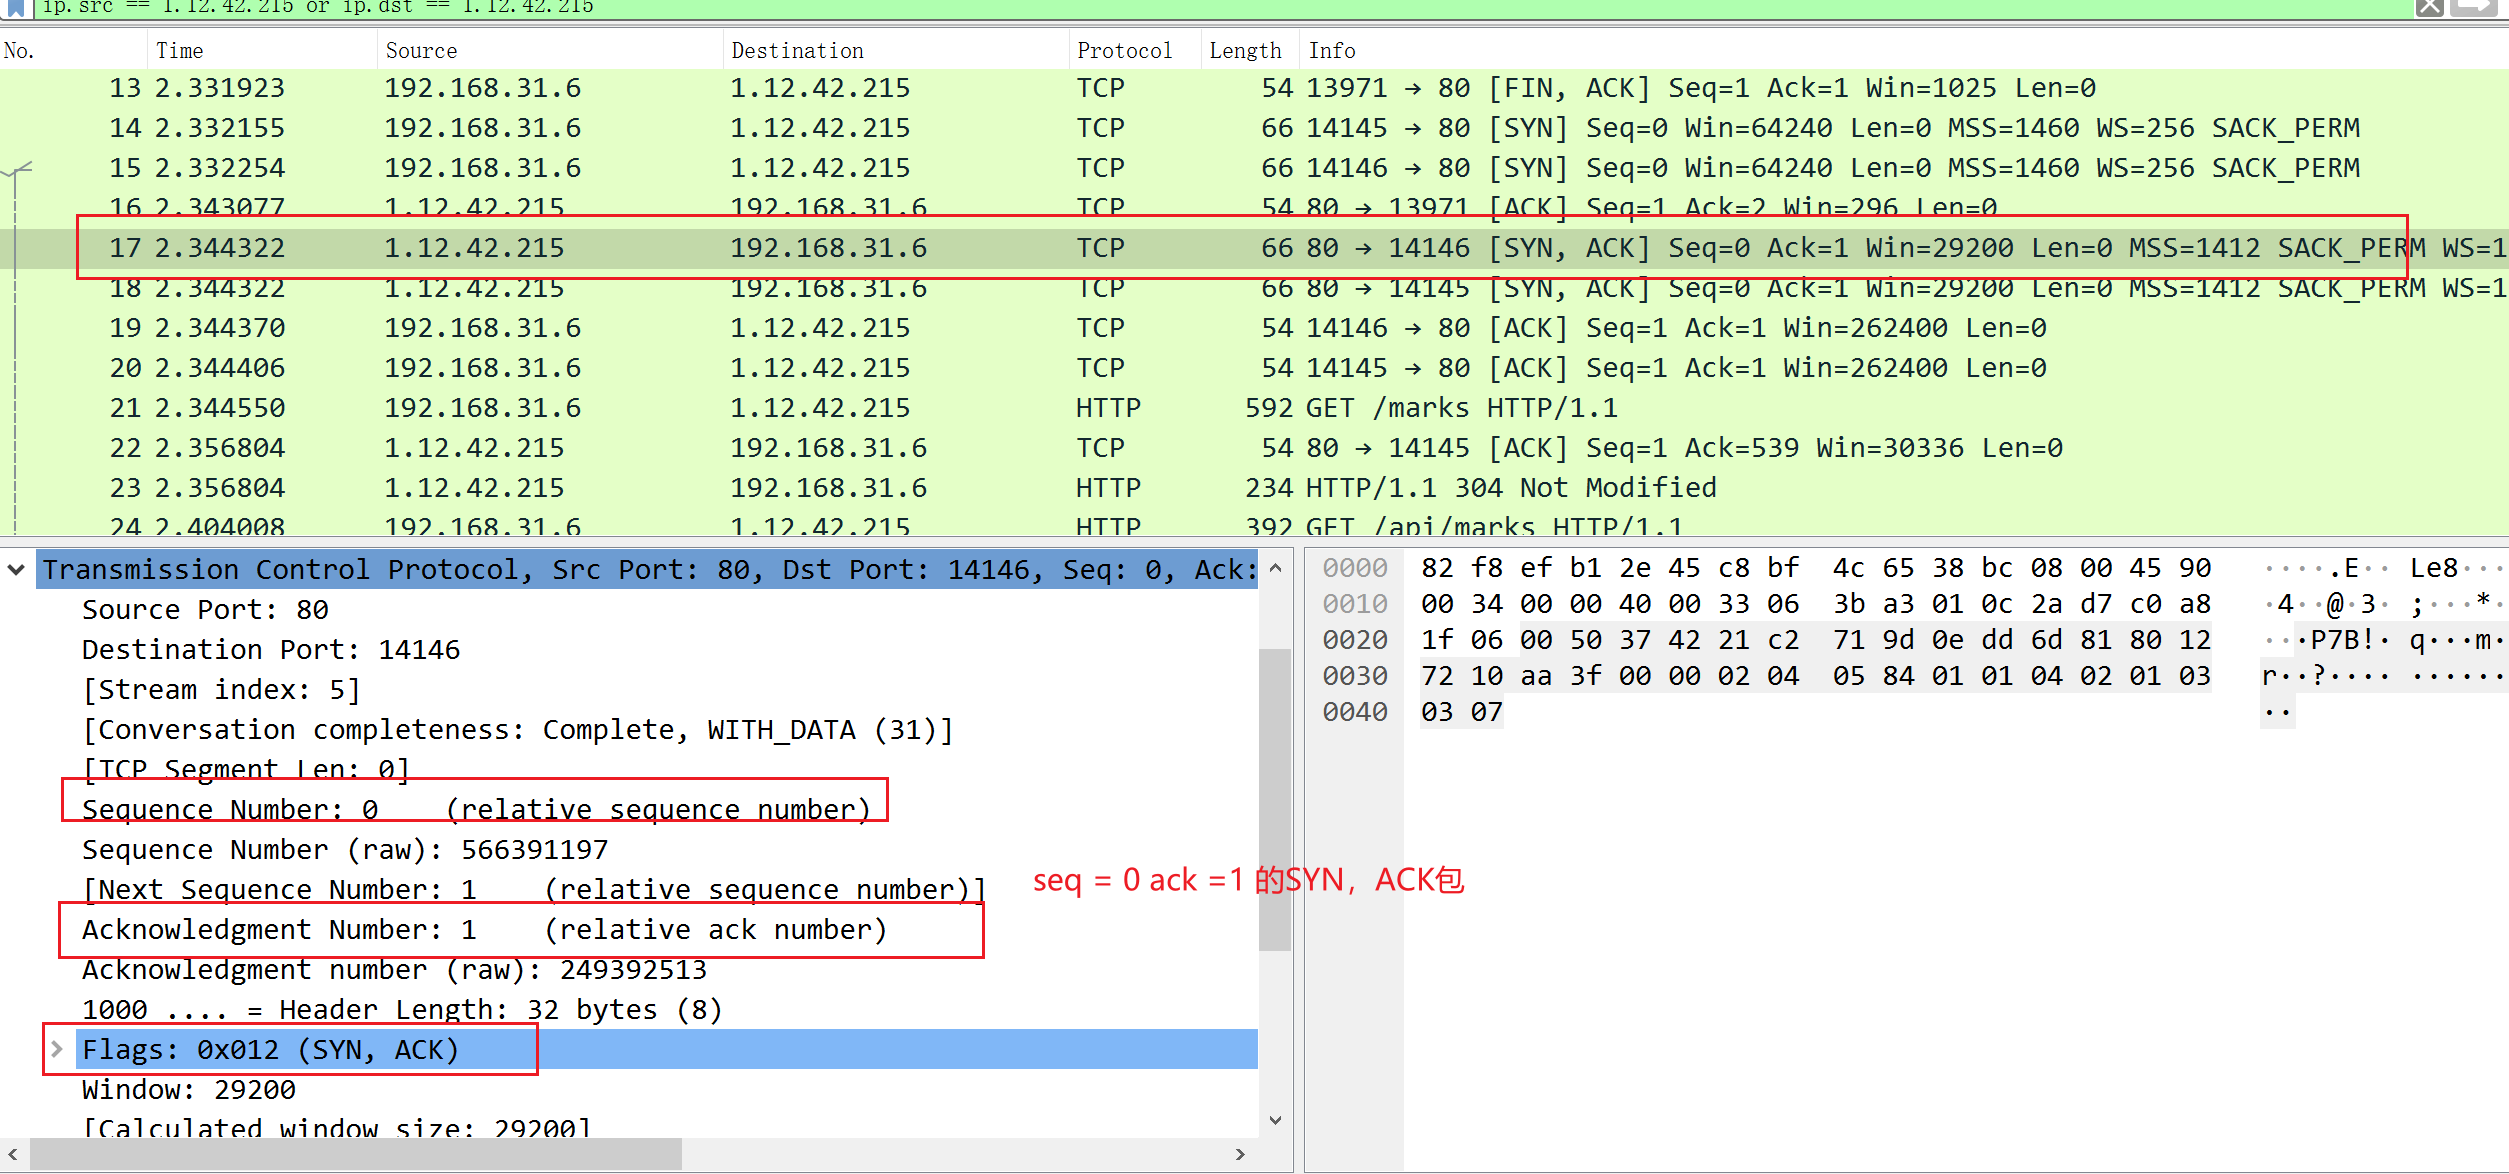 ip.src == 1.12.42.215 or ip.dst == 1.12.42.215
No. Time Source Destination Protocol Length Info
13 2.331923 192.168.31.6 1.12.42.215 TCP 54 13971 → 80 [FIN, ACK] Seq=1 Ack=1 Win=1025 Len=0
14 2.332155 192.168.31.6 1.12.42.215 TCP 66 14145 → 80 [SYN] Seq=0 Win=64240 Len=0 MSS=1460 WS=256 SACK_PERM
15 2.332254 192.168.31.6 1.12.42.215 TCP 66 14146 → 80 [SYN] Seq=0 Win=64240 Len=0 MSS=1460 WS=256 SACK_PERM
16 2.343077 1.12.42.215 192.168.31.6 TCP 54 80 → 13971 [ACK] Seq=1 Ack=2 Win=296 Len=0
17 2.344322 1.12.42.215 192.168.31.6 TCP 66 80 → 14146 [SYN, ACK] Seq=0 Ack=1 Win=29200 Len=0 MSS=1412 SACK_PERM WS=1
18 2.344322 1.12.42.215 192.168.31.6 TCP 66 80 → 14145 [SYN, ACK] Seq=0 Ack=1 Win=29200 Len=0 MSS=1412 SACK_PERM WS=1
19 2.344370 192.168.31.6 1.12.42.215 TCP 54 14146 → 80 [ACK] Seq=1 Ack=1 Win=262400 Len=0
20 2.344406 192.168.31.6 1.12.42.215 TCP 54 14145 → 80 [ACK] Seq=1 Ack=1 Win=262400 Len=0
21 2.344550 192.168.31.6 1.12.42.215 HTTP 592 GET /marks HTTP/1.1
22 2.356804 1.12.42.215 192.168.31.6 TCP 54 80 → 14145 [ACK] Seq=1 Ack=539 Win=30336 Len=0
23 2.356804 1.12.42.215 192.168.31.6 HTTP 234 HTTP/1.1 304 Not Modified
24 2.404008 192.168.31.6 1.12.42.215 HTTP 392 GET /api/marks HTTP/1.1
Transmission Control Protocol, Src Port: 80, Dst Port: 14146, Seq: 0, Ack:
Source Port: 80
Destination Port: 14146
[Stream index: 5]
[Conversation completeness: Complete, WITH_DATA (31)]
[TCP Segment Len: 0]
Sequence Number: 0 (relative sequence number)
Sequence Number (raw): 566391197
[Next Sequence Number: 1 (relative sequence number)]
Acknowledgment Number: 1 (relative ack number)
Acknowledgment number (raw): 249392513
1000 .... = Header Length: 32 bytes (8)
Flags: 0x012 (SYN, ACK)
Window: 29200
[Calculated window size: 29200]
seq = 0 ack =1 的SYN，ACK包
0000 82 f8 ef b1 2e 45 c8 bf 4c 65 38 bc 08 00 45 90 ····.E·· Le8···E·
0010 00 34 00 00 40 00 33 06 3b a3 01 0c 2a d7 c0 a8 ·4··@·3· ;···*···
0020 1f 06 00 50 37 42 21 c2 71 9d 0e dd 6d 81 80 12 ···P7B!· q···m···
0030 72 10 aa 3f 00 00 02 04 05 84 01 01 04 02 01 03 r··?···· ········
0040 03 07 ··